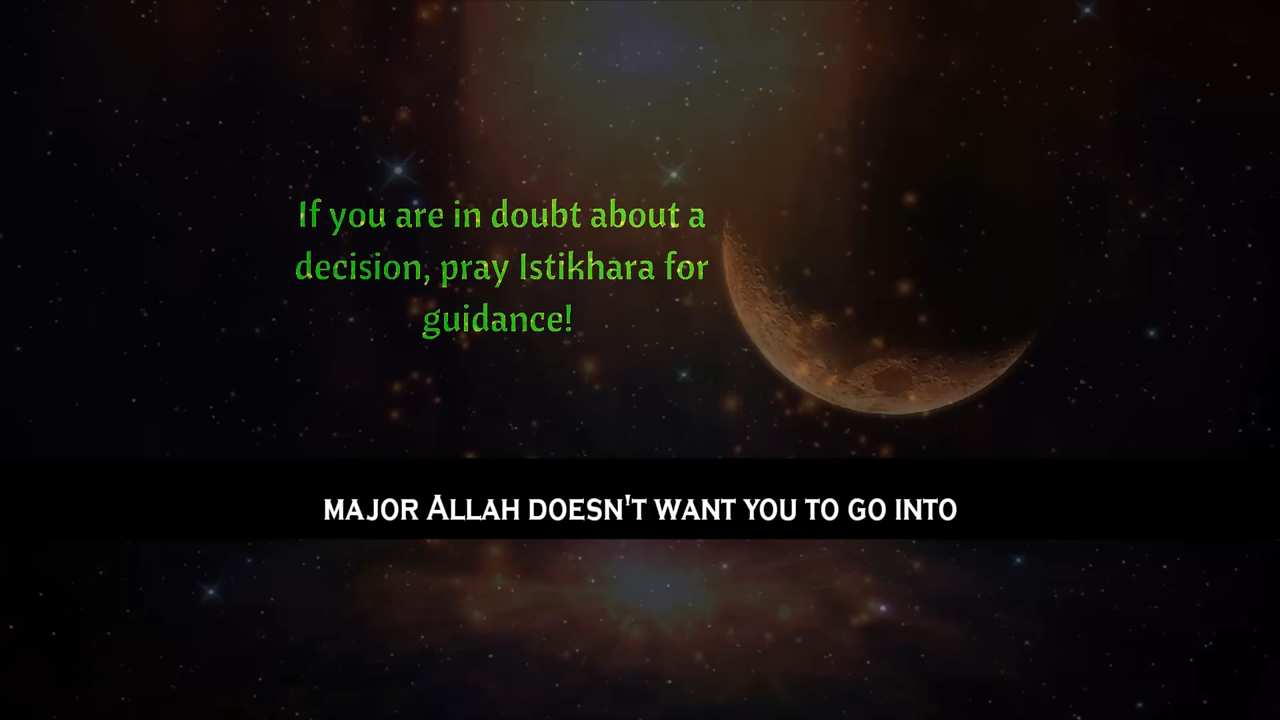 If you are in doubt about a
decision, pray Istikhara for
guidance!
MAJOR ALLAH DOESN'T WANT YOU TO GO INTO